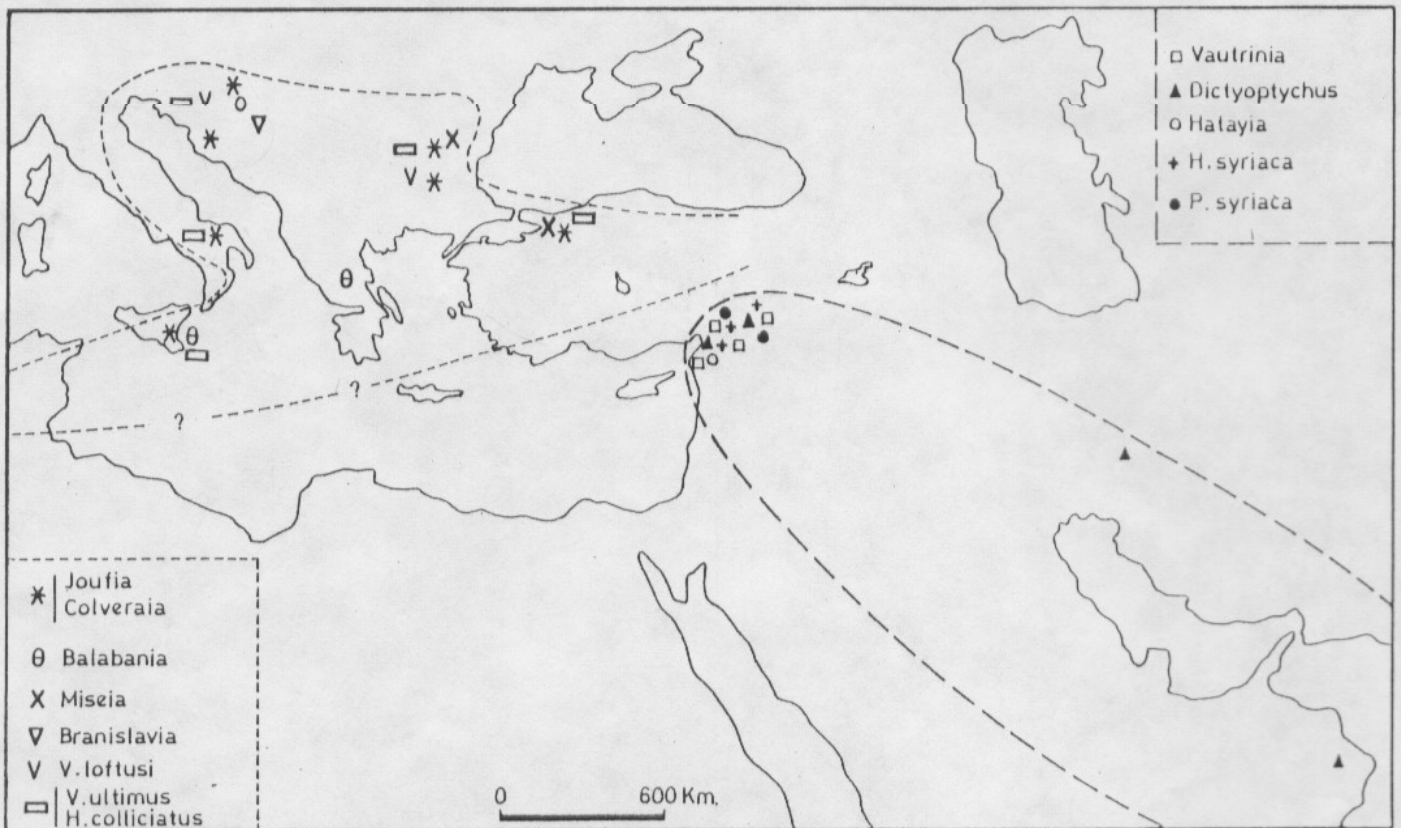 Vautrinia
Dictyoptychus
Hatayia
H. syriaca
P. syriaca
?
?
Joufia
Colveraia
Balabania
Miseia
Branislavia
V. loftusi
V. ultimus
H. colliciatus
0 600 Km.